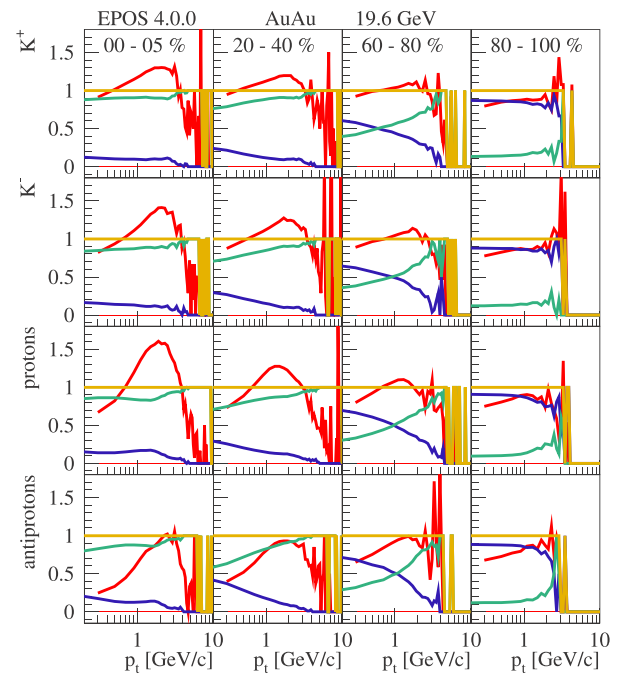 EPOS 4.0.0 AuAu 19.6 GeV
00 - 05 % 20 - 40 % 60 - 80 % 80 - 100 %
K+
1.5
1
0.5
0
K-
1.5
1
0.5
0
protons
1.5
1
0.5
0
antiprotons
1.5
1
0.5
0
1 10 1 10 1 10 1 10
pt [GeV/c] pt [GeV/c] pt [GeV/c] pt [GeV/c]